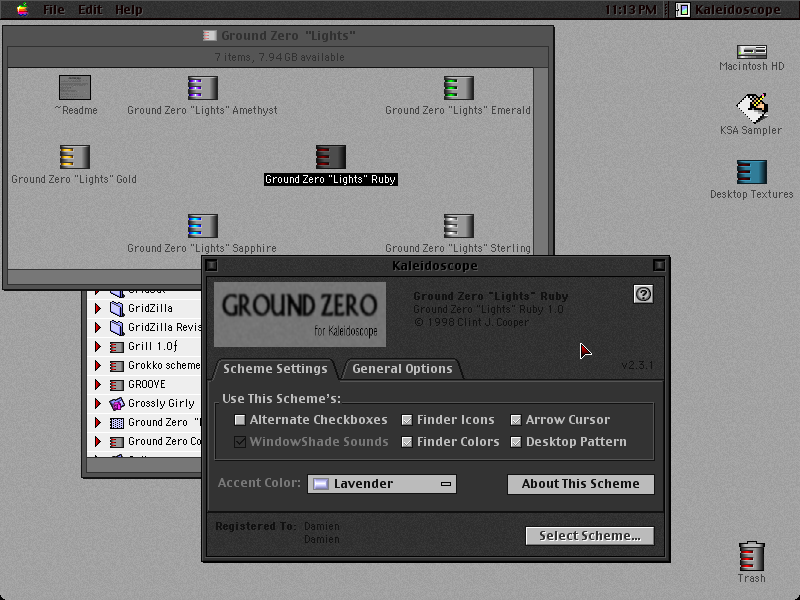 File Edit Help
11:13 PM
Kaleidoscope
Ground Zero "Lights"
7 items, 7.94 GB available
~Readme
Ground Zero "Lights" Amethyst
Ground Zero "Lights" Emerald
Ground Zero "Lights" Gold
Ground Zero "Lights" Ruby
Ground Zero "Lights" Sapphire
Ground Zero "Lights" Sterling
Macintosh HD
KSA Sampler
Desktop Textures
Trash
GridZilla
GridZilla Revis
Grill 1.0ƒ
Grokko scheme
GROOVE
Grossly Girly
Ground Zero "l
Ground Zero Co
Kaleidoscope
GROUND ZERO
for Kaleidoscope
Ground Zero "Lights" Ruby
Ground Zero "Lights" Ruby 1.0
© 1998 Clint J. Cooper
v2.3.1
Scheme Settings
General Options
Use This Scheme's:
Alternate Checkboxes
Finder Icons
Arrow Cursor
WindowShade Sounds
Finder Colors
Desktop Pattern
Accent Color:
Lavender
About This Scheme
Registered To: Damien
Damien
Select Scheme...